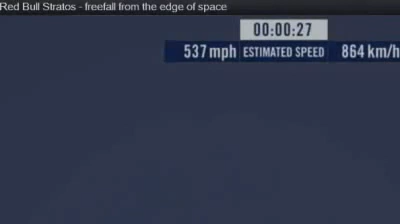 Red Bull Stratos - freefall from the edge of space
00:00:27
537 mph ESTIMATED SPEED 864 km/h